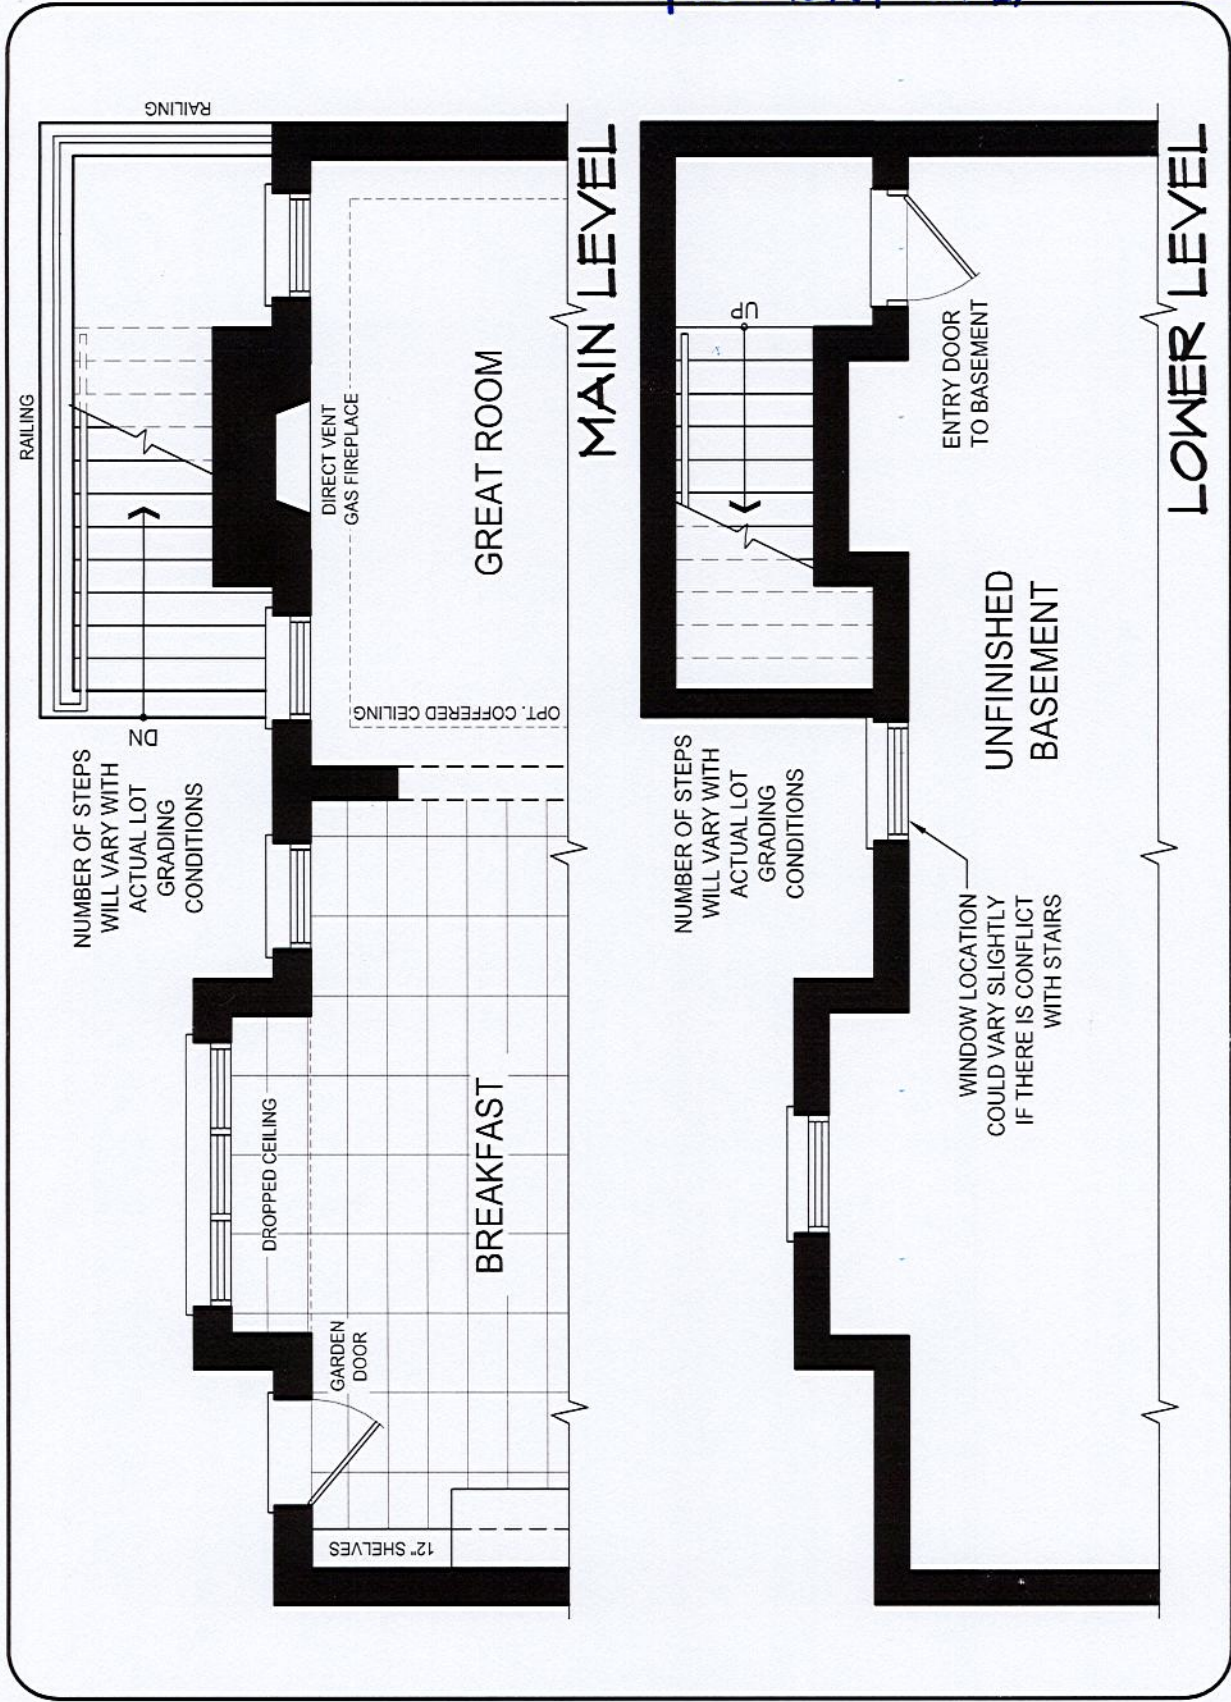 RAILING
RAILING
NUMBER OF STEPS
WILL VARY WITH
ACTUAL LOT
GRADING
CONDITIONS
DN
DIRECT VENT
GAS FIREPLACE
GREAT ROOM
OPT. COFFERED CEILING
DROPPED CEILING
BREAKFAST
GARDEN
DOOR
12" SHELVES
MAIN LEVEL
NUMBER OF STEPS
WILL VARY WITH
ACTUAL LOT
GRADING
CONDITIONS
UP
ENTRY DOOR
TO BASEMENT
UNFINISHED
BASEMENT
WINDOW LOCATION
COULD VARY SLIGHTLY
IF THERE IS CONFLICT
WITH STAIRS
LOWER LEVEL